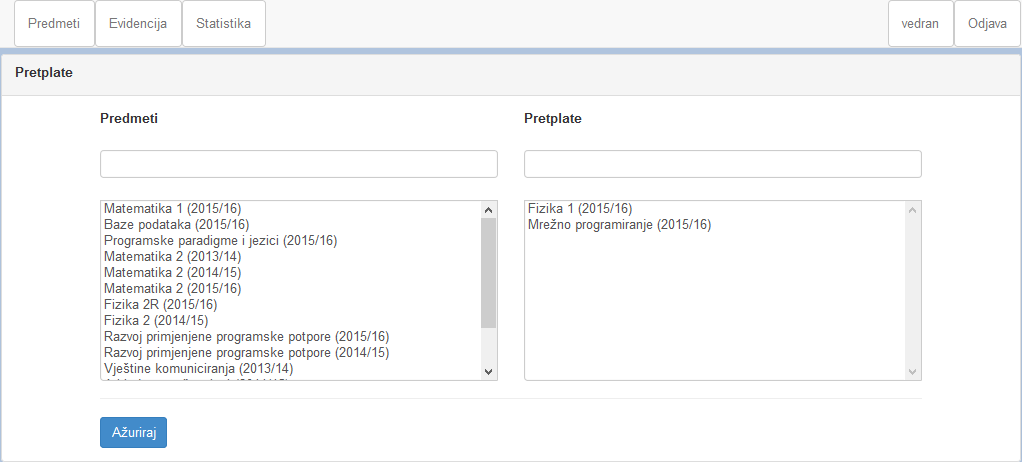 Predmeti Evidencija Statistika vedran Odjava
Pretplate
Predmeti
Matematika 1 (2015/16)
Baze podataka (2015/16)
Programske paradigme i jezici (2015/16)
Matematika 2 (2013/14)
Matematika 2 (2014/15)
Matematika 2 (2015/16)
Fizika 2R (2015/16)
Fizika 2 (2014/15)
Razvoj primjenjene programske potpore (2015/16)
Razvoj primjenjene programske potpore (2014/15)
Vještine komuniciranja (2013/14)
Pretplate
Fizika 1 (2015/16)
Mrežno programiranje (2015/16)
Ažuriraj